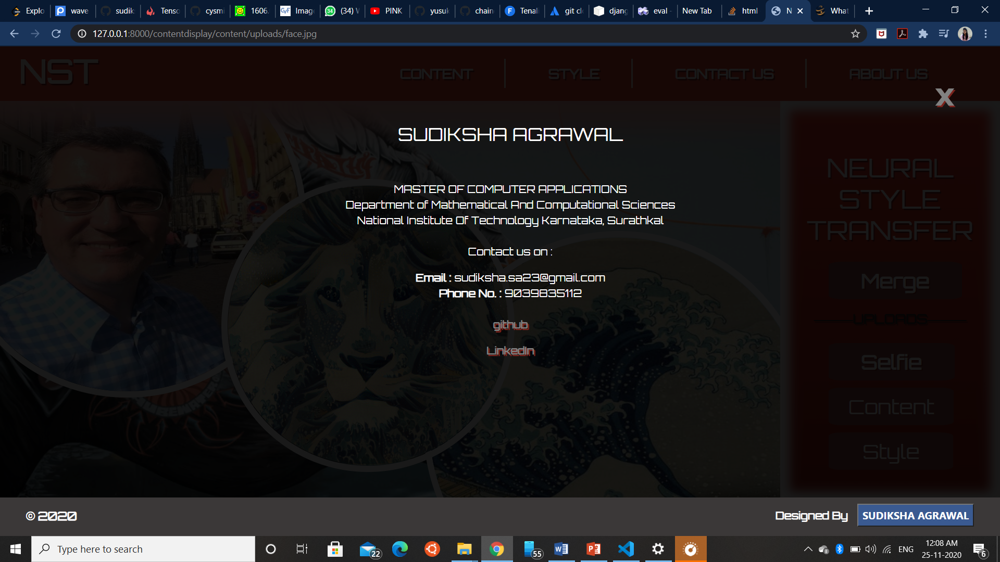 Explo
wave
sudik
Tenso
cysmi
1606.
Image
(34) W
PINK
yusuk
chain
Tenali
git cl
djang
eval -
New Tab
html
N
What
127.0.0.1:8000/contentdisplay/content/uploads/face.jpg
NST
CONTENT
STYLE
CONTACT US
ABOUT US
X
SUDIKSHA AGRAWAL
MASTER OF COMPUTER APPLICATIONS
Department of Mathematical And Computational Sciences
National Institute Of Technology Karnataka, Surathkal
Contact us on :
Email : sudiksha.sa23@gmail.com
Phone No. : 9039835112
github
LinkedIn
NEURAL
STYLE
TRANSFER
Merge
UPLOADS
Selfie
Content
Style
© 2020
Designed By
SUDIKSHA AGRAWAL
Type here to search
22
55
ENG
12:08 AM
25-11-2020
6